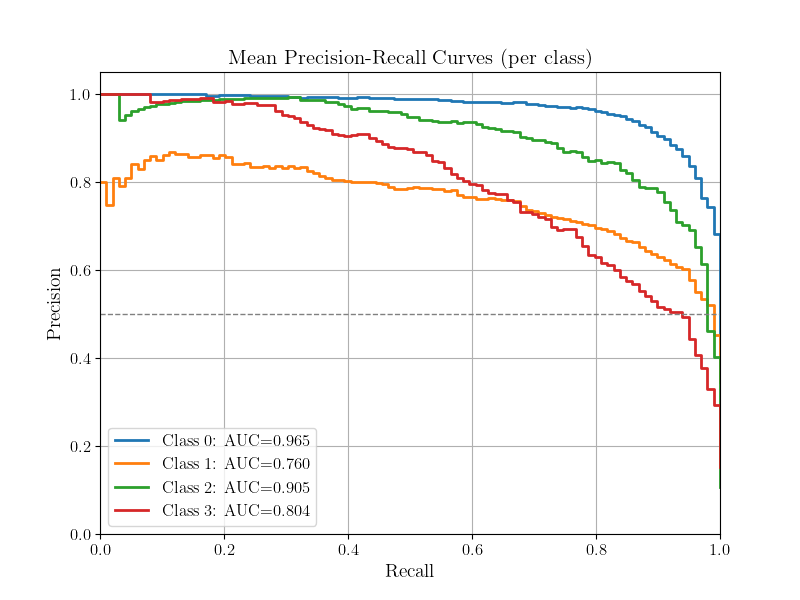 Mean Precision-Recall Curves (per class)
1.0
0.8
0.6
0.4
0.2
0.0
Precision
Class 0: AUC=0.965
Class 1: AUC=0.760
Class 2: AUC=0.905
Class 3: AUC=0.804
0.0 0.2 0.4 0.6 0.8 1.0
Recall